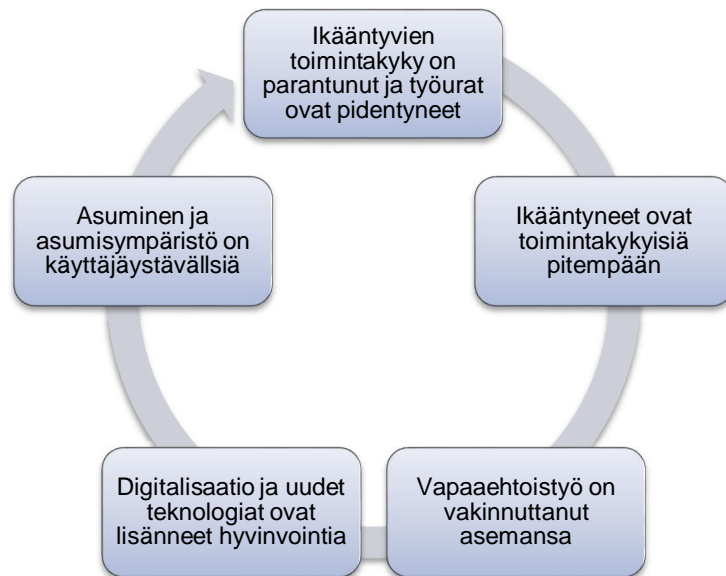 Ikääntyvien
toimintakyky on
parantunut ja työurat
ovat pidentyneet
Ikääntyneet ovat
toimintakykyisiä
pitempään
Vapaaehtoistyö on
vakinnuttanut
asemansa
Digitalisaatio ja uudet
teknologiat ovat
lisänneet hyvinvointia
Asuminen ja
asumisympäristö on
käyttäjäystävällsiä